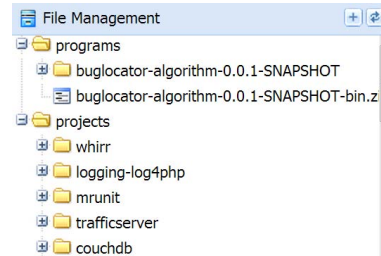 File Management
programs
buglocator-algorithm-0.0.1-SNAPSHOT
buglocator-algorithm-0.0.1-SNAPSHOT-bin.zi
projects
whirr
logging-log4php
mrunit
trafficserver
couchdb